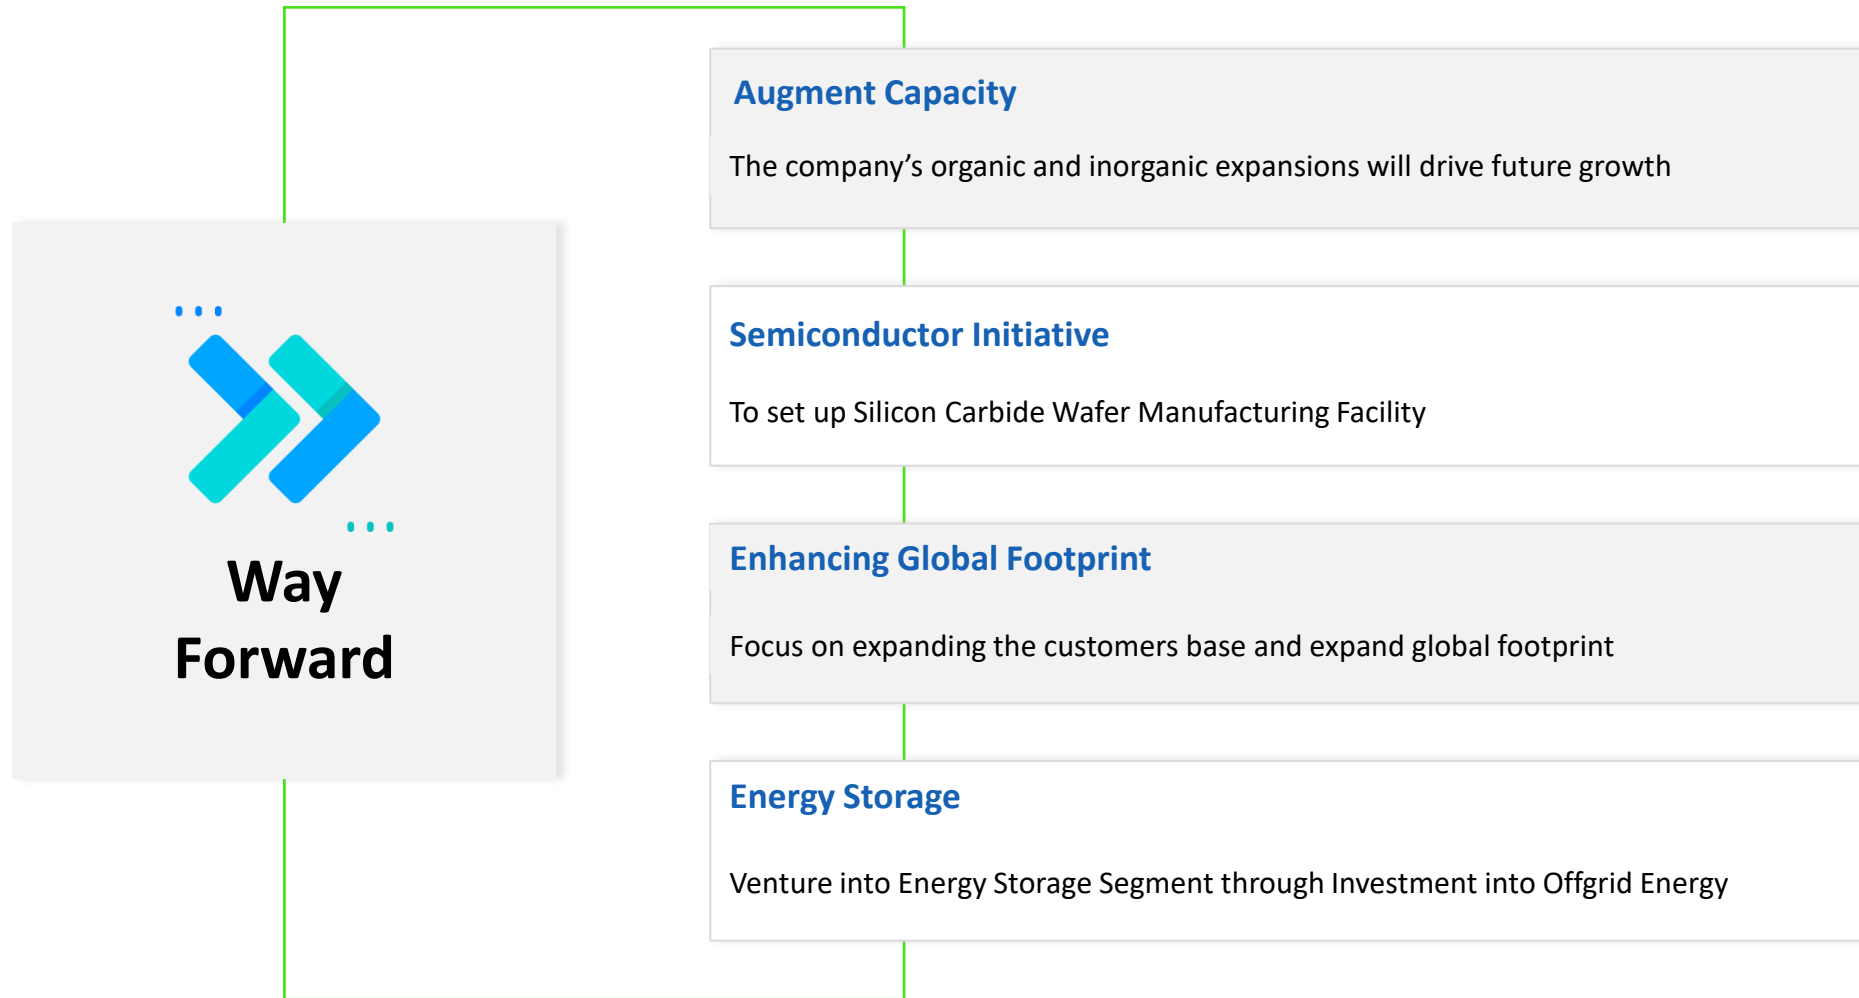 Way
Forward
Augment Capacity
The company’s organic and inorganic expansions will drive future growth
Semiconductor Initiative
To set up Silicon Carbide Wafer Manufacturing Facility
Enhancing Global Footprint
Focus on expanding the customers base and expand global footprint
Energy Storage
Venture into Energy Storage Segment through Investment into Offgrid Energy